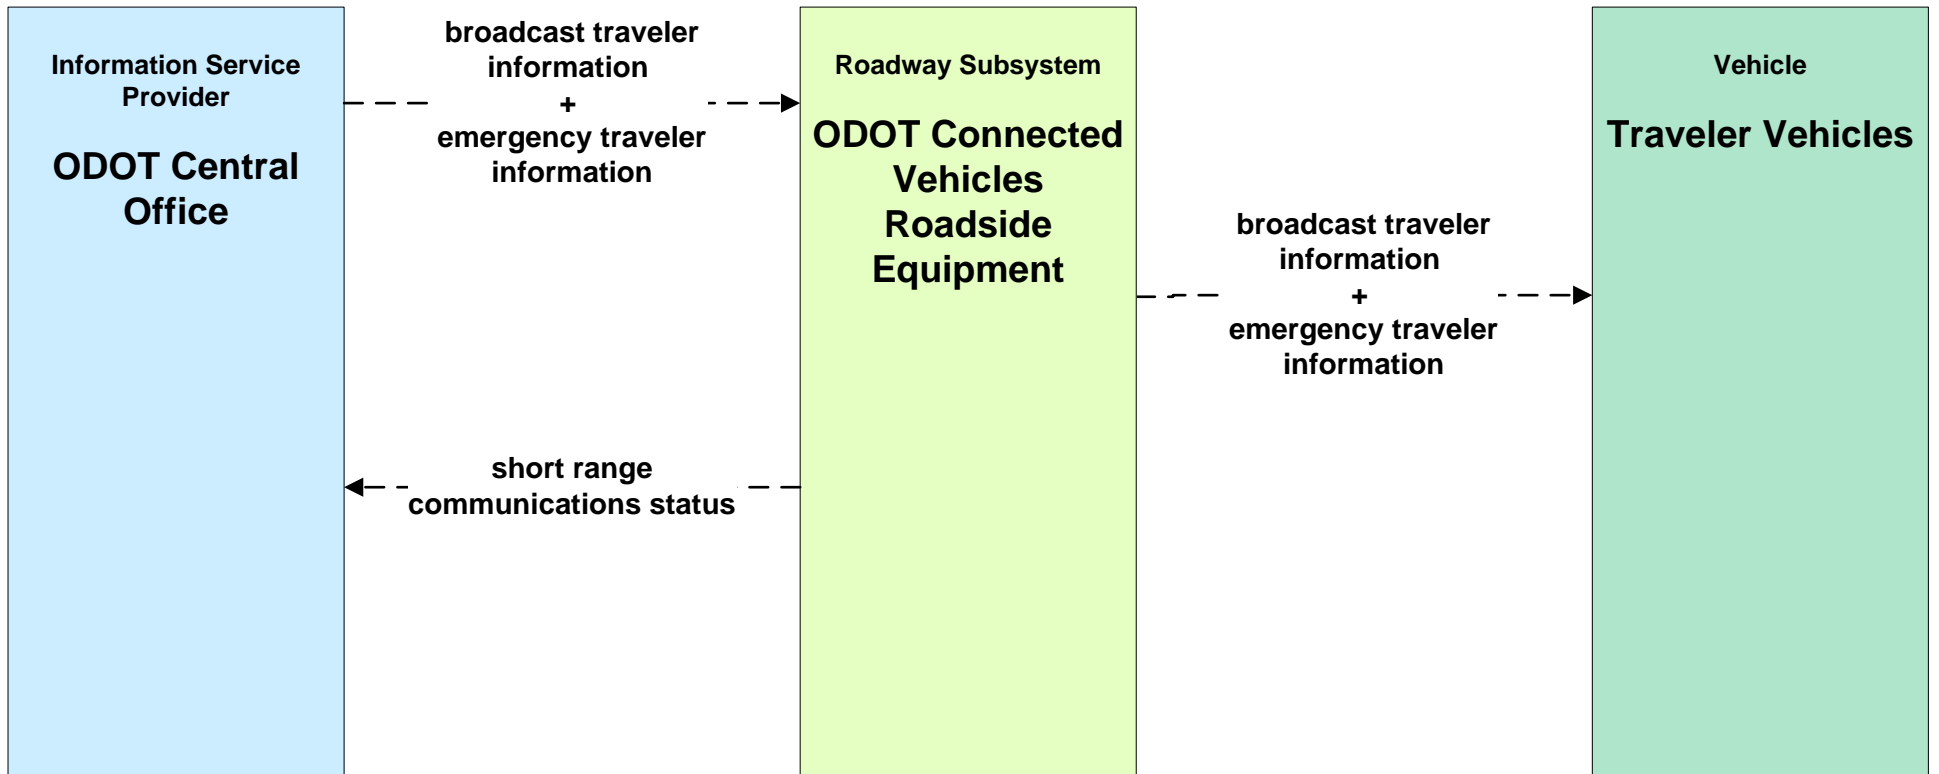 Information Service
Provider
ODOT Central
Office
broadcast traveler
information
+
emergency traveler
information
short range
communications status
Roadway Subsystem
ODOT Connected
Vehicles
Roadside
Equipment
broadcast traveler
information
+
emergency traveler
information
Vehicle
Traveler Vehicles